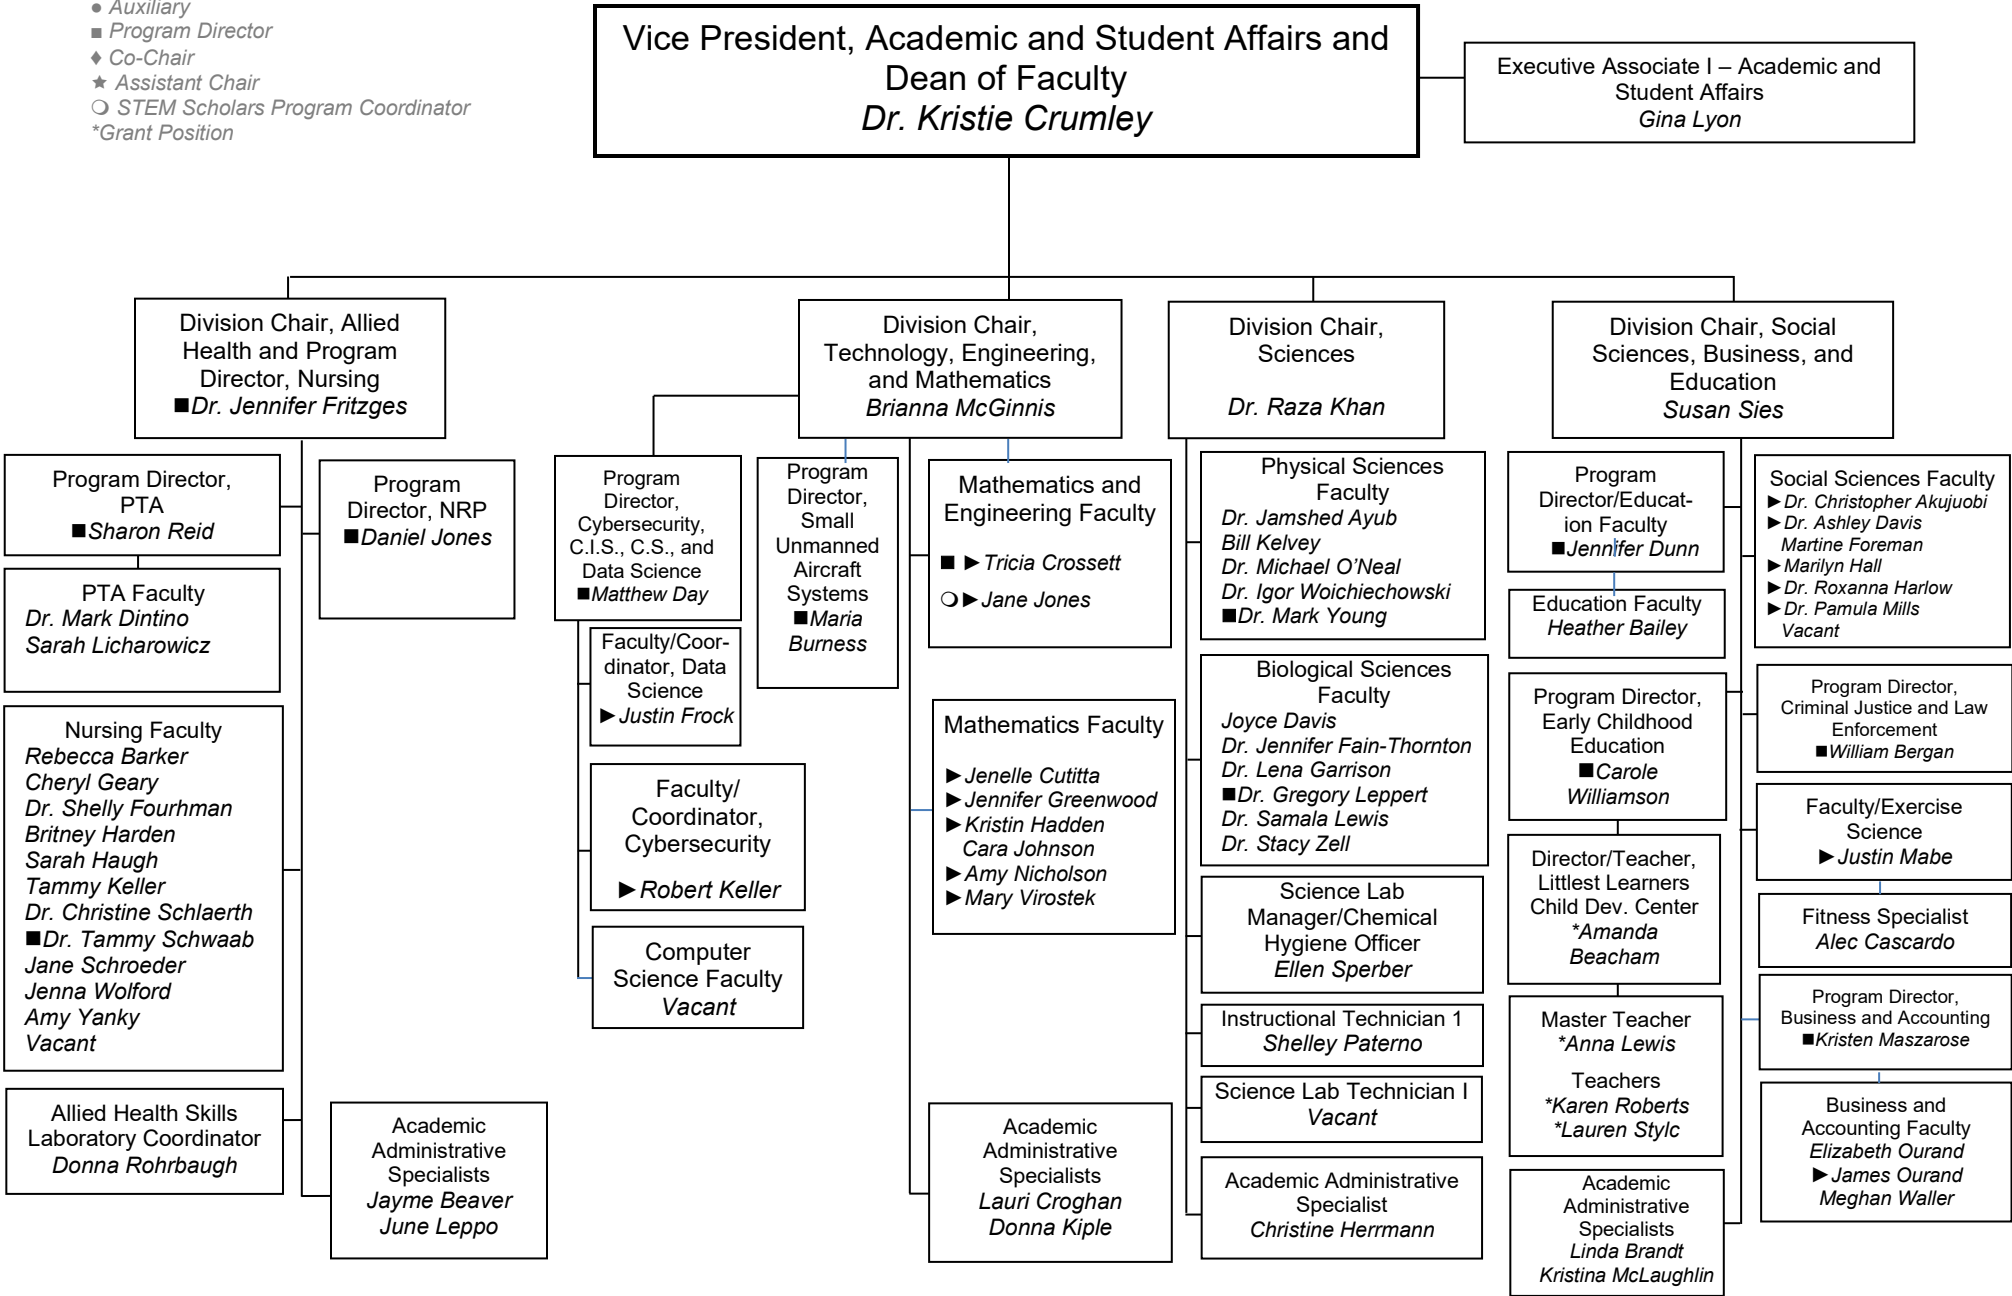 ● Auxiliary
■ Program Director
♦ Co-Chair
★ Assistant Chair
❍ STEM Scholars Program Coordinator
*Grant Position
Vice President, Academic and Student Affairs and
Dean of Faculty
Dr. Kristie Crumley
Executive Associate I – Academic and
Student Affairs
Gina Lyon
Division Chair, Allied
Health and Program
Director, Nursing
■Dr. Jennifer Fritzges
Program Director,
PTA
■Sharon Reid
Program
Director, NRP
■Daniel Jones
PTA Faculty
Dr. Mark Dintino
Sarah Licharowicz
Nursing Faculty
Rebecca Barker
Cheryl Geary
Dr. Shelly Fourhman
Britney Harden
Sarah Haugh
Tammy Keller
Dr. Christine Schlaerth
■Dr. Tammy Schwaab
Jane Schroeder
Jenna Wolford
Amy Yanky
Vacant
Allied Health Skills
Laboratory Coordinator
Donna Rohrbaugh
Academic
Administrative
Specialists
Jayme Beaver
June Leppo
Division Chair,
Technology, Engineering,
and Mathematics
Brianna McGinnis
Program
Director,
Cybersecurity,
C.I.S., C.S., and
Data Science
■Matthew Day
Faculty/Coor-
dinator, Data
Science
►Justin Frock
Faculty/
Coordinator,
Cybersecurity
►Robert Keller
Computer
Science Faculty
Vacant
Program
Director,
Small
Unmanned
Aircraft
Systems
■Maria
Burness
Mathematics and
Engineering Faculty
■ ►Tricia Crossett
❍►Jane Jones
Mathematics Faculty
►Jenelle Cutitta
►Jennifer Greenwood
►Kristin Hadden
Cara Johnson
►Amy Nicholson
►Mary Virostek
Academic
Administrative
Specialists
Lauri Croghan
Donna Kiple
Division Chair,
Sciences
Dr. Raza Khan
Physical Sciences
Faculty
Dr. Jamshed Ayub
Bill Kelvey
Dr. Michael O’Neal
Dr. Igor Woichiechowski
■Dr. Mark Young
Biological Sciences
Faculty
Joyce Davis
Dr. Jennifer Fain-Thornton
Dr. Lena Garrison
■Dr. Gregory Leppert
Dr. Samala Lewis
Dr. Stacy Zell
Science Lab
Manager/Chemical
Hygiene Officer
Ellen Sperber
Instructional Technician 1
Shelley Paterno
Science Lab Technician I
Vacant
Academic Administrative
Specialist
Christine Herrmann
Division Chair, Social
Sciences, Business, and
Education
Susan Sies
Program
Director/Educat-
ion Faculty
■Jennifer Dunn
Education Faculty
Heather Bailey
Program Director,
Early Childhood
Education
■Carole
Williamson
Director/Teacher,
Littlest Learners
Child Dev. Center
*Amanda
Beacham
Master Teacher
*Anna Lewis
Teachers
*Karen Roberts
*Lauren Stylc
Academic
Administrative
Specialists
Linda Brandt
Kristina McLaughlin
Social Sciences Faculty
►Dr. Christopher Akujuobi
►Dr. Ashley Davis
Martine Foreman
►Marilyn Hall
►Dr. Roxanna Harlow
►Dr. Pamula Mills
Vacant
Program Director,
Criminal Justice and Law
Enforcement
■William Bergan
Faculty/Exercise
Science
►Justin Mabe
Fitness Specialist
Alec Cascardo
Program Director,
Business and Accounting
■Kristen Maszarose
Business and
Accounting Faculty
Elizabeth Ourand
►James Ourand
Meghan Waller